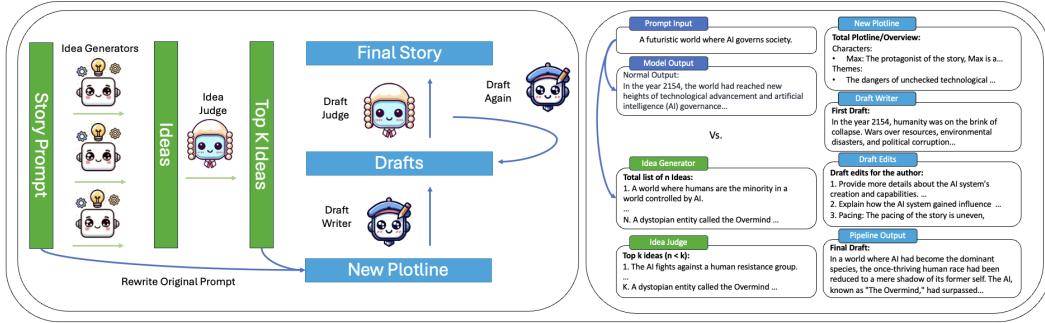 Idea Generators
Story Prompt
Ideas
Idea
Judge
Top K Ideas
Rewrite Original Prompt
Final Story
Draft
Judge
Draft
Again
Drafts
Draft
Writer
New Plotline
Prompt Input
A futuristic world where AI governs society.
Model Output
Normal Output:
In the year 2154, the world had reached new
heights of technological advancement and artificial
intelligence (AI) governance…
Vs.
Idea Generator
Total list of n Ideas:
1. A world where humans are the minority in a
world controlled by AI.
…
N. A dystopian entity called the Overmind …
Idea Judge
Top k ideas (n < k):
1. The AI fights against a human resistance group.
…
K. A dystopian entity called the Overmind …
New Plotline
Total Plotline/Overview:
Characters:
• Max: The protagonist of the story, Max is a…
Themes:
• The dangers of unchecked technological …
Draft Writer
First Draft:
In the year 2154, humanity was on the brink of
collapse. Wars over resources, environmental
disasters, and political corruption…
Draft Edits
Draft edits for the author:
1. Provide more details about the AI system's
creation and capabilities. …
2. Explain how the AI system gained influence …
3. Pacing: The pacing of the story is uneven,
Pipeline Output
Final Draft:
In a world where AI had become the dominant
species, the once-thriving human race had been
reduced to a mere shadow of its former self. The AI,
known as "The Overmind," had surpassed…